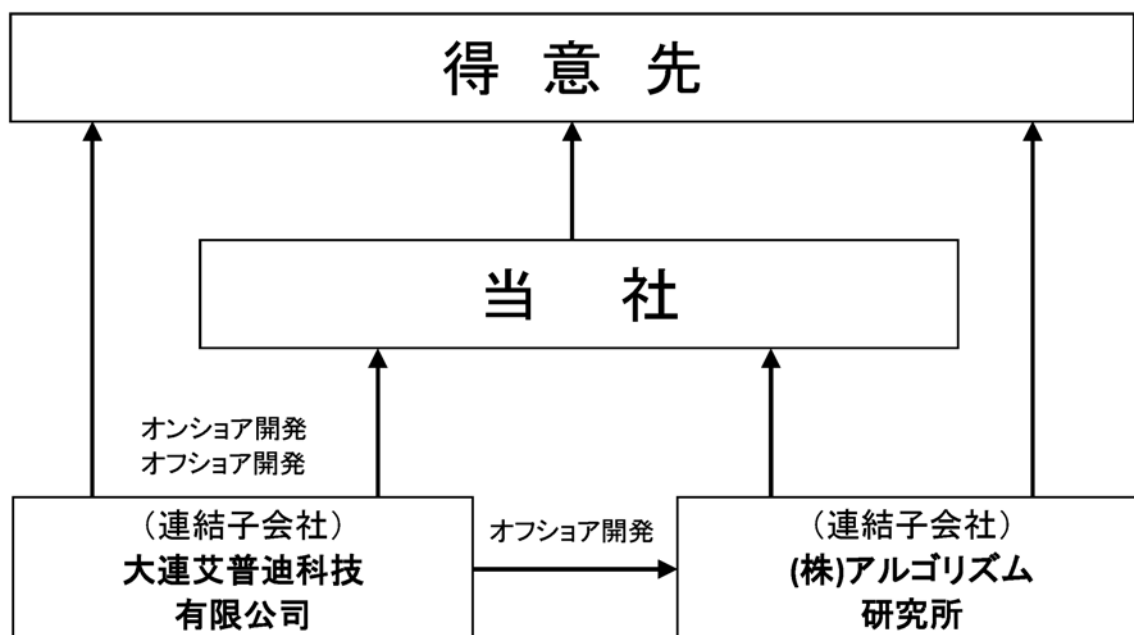 得意先
当社
オンショア開発
オフショア開発
（連結子会社）
大連艾普迪科技
有限公司
オフショア開発
（連結子会社）
(株)アルゴリズム
研究所